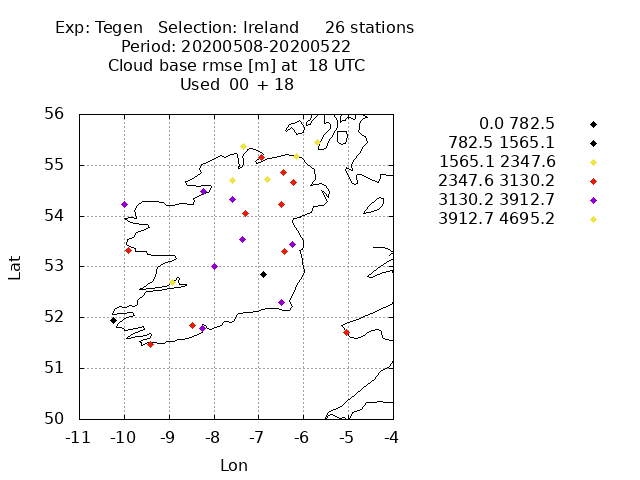 Exp: Tegen   Selection: Ireland     26 stations
Period: 20200508-20200522
Cloud base rmse [m] at  18 UTC
Used  00 + 18
0.0 782.5
782.5 1565.1
1565.1 2347.6
2347.6 3130.2
3130.2 3912.7
3912.7 4695.2
56
55
54
53
52
51
50
Lat
-11 -10 -9 -8 -7 -6 -5 -4
Lon